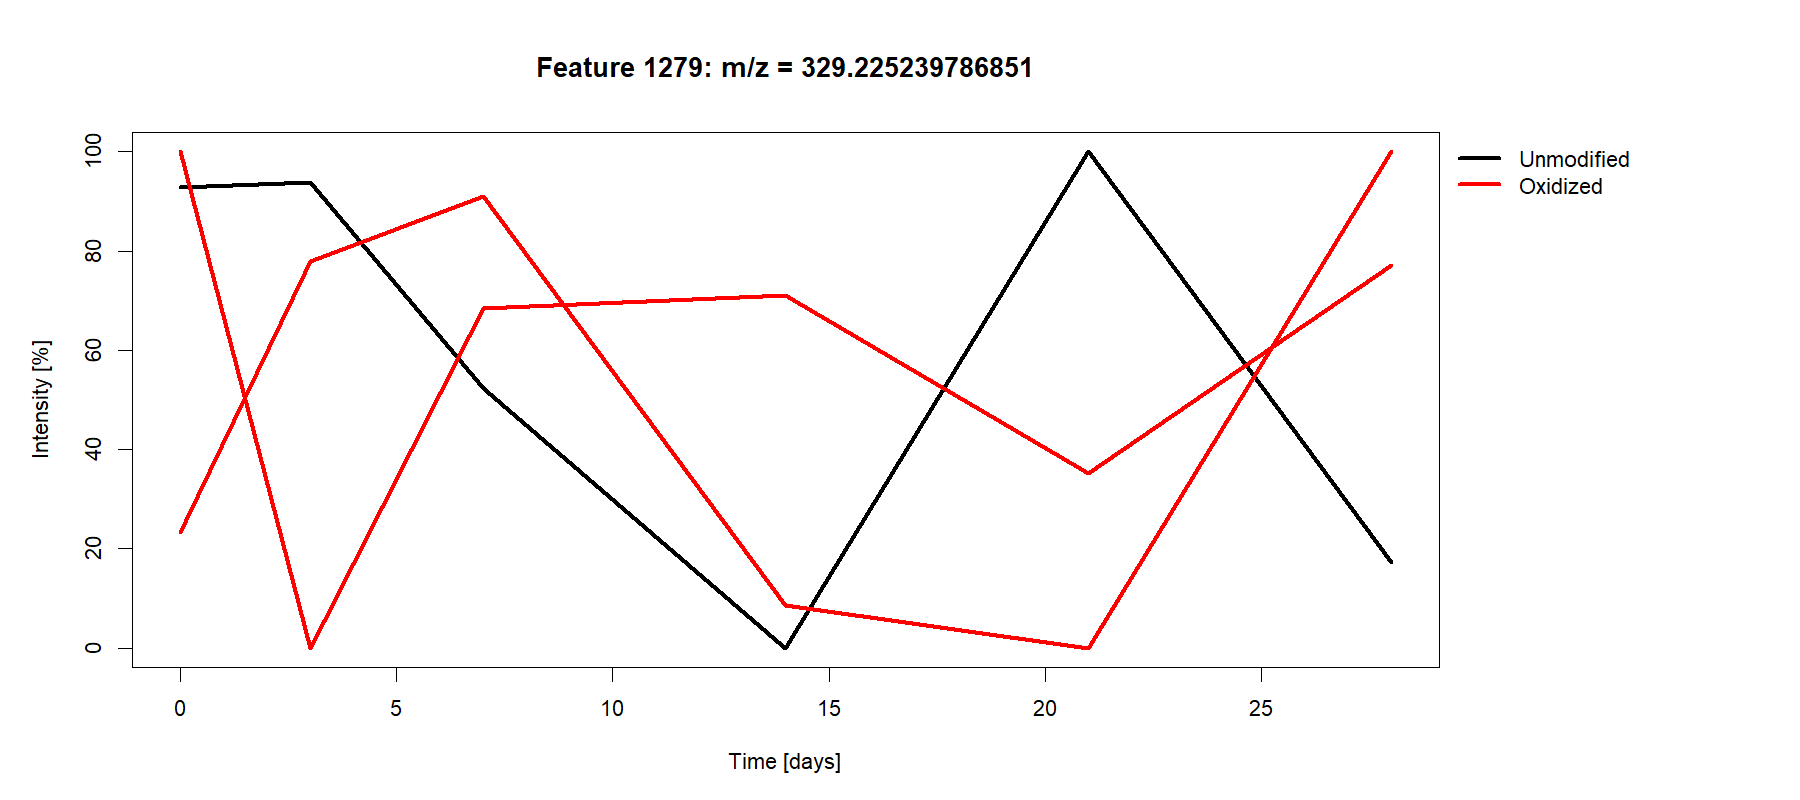 Feature 1279: m/z = 329.225239786851
Unmodified
Oxidized
100
80
60
40
20
0
Intensity [%]
0 5 10 15 20 25
Time [days]